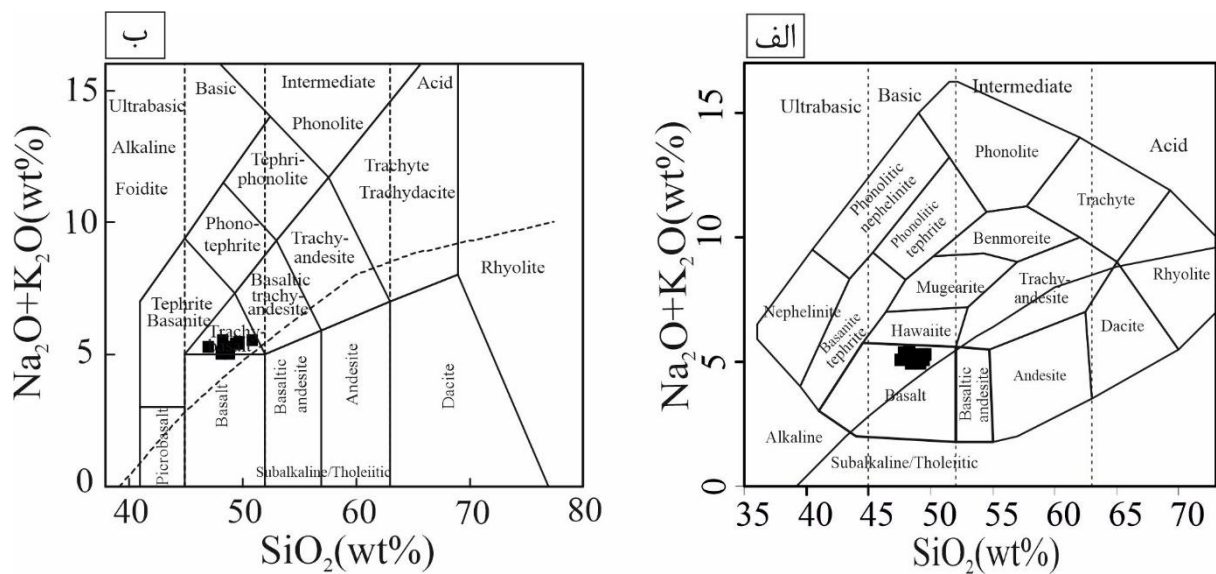 ب
Na₂O+K₂O(wt%)
15
10
5
0
Ultrabasic
Basic
Intermediate
Acid
Alkaline
Foidite
Phonolite
Tephri-
phonolite
Trachyte
Trachydacite
Phono-
tephrite
Trachy-
andesite
Rhyolite
Tephrite
Basanite
Basaltic
trachy-
andesite
Trachy-
Picrobasalt
Basalt
Basaltic
andesite
Andesite
Dacite
Subalkaline/Tholeiitic
40
50
60
70
80
SiO₂(wt%)
الف
Na₂O+K₂O(wt%)
15
10
5
0
Ultrabasic
Basic
Intermediate
Acid
Phonolitic
nephelinite
Phonolite
Trachyte
Phonolitic
tephrite
Benmoreite
Rhyolite
Nephelinite
Mugearite
Trachy-
andesite
Basanite
tephrite
Hawaiite
Dacite
Basalt
Basaltic
andesite
Andesite
Alkaline
Subalkaline/Tholeiitic
35
40
45
50
55
60
65
70
SiO₂(wt%)